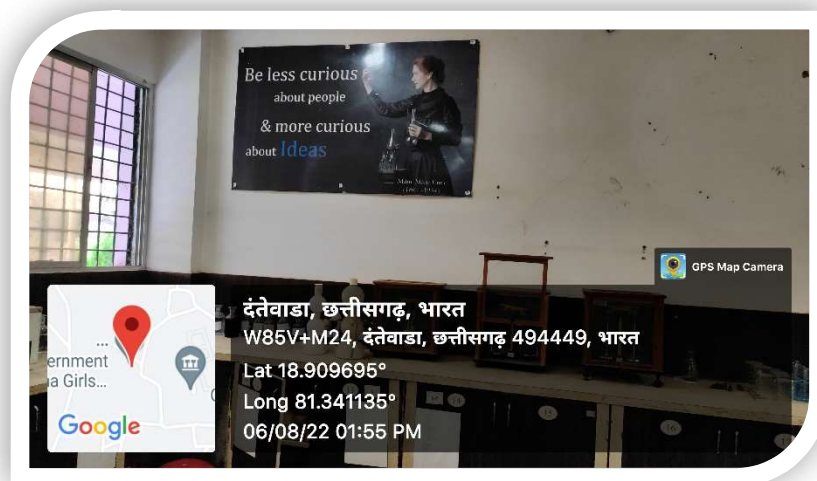 Be less curious
about people
& more curious
about Ideas
GPS Map Camera
दंतेवाडा, छत्तीसगढ़, भारत
W85V+M24, दंतेवाडा, छत्तीसगढ़ 494449, भारत
Lat 18.909695°
Long 81.341135°
06/08/22 01:55 PM
...
ernment
a Girls...
Google
16